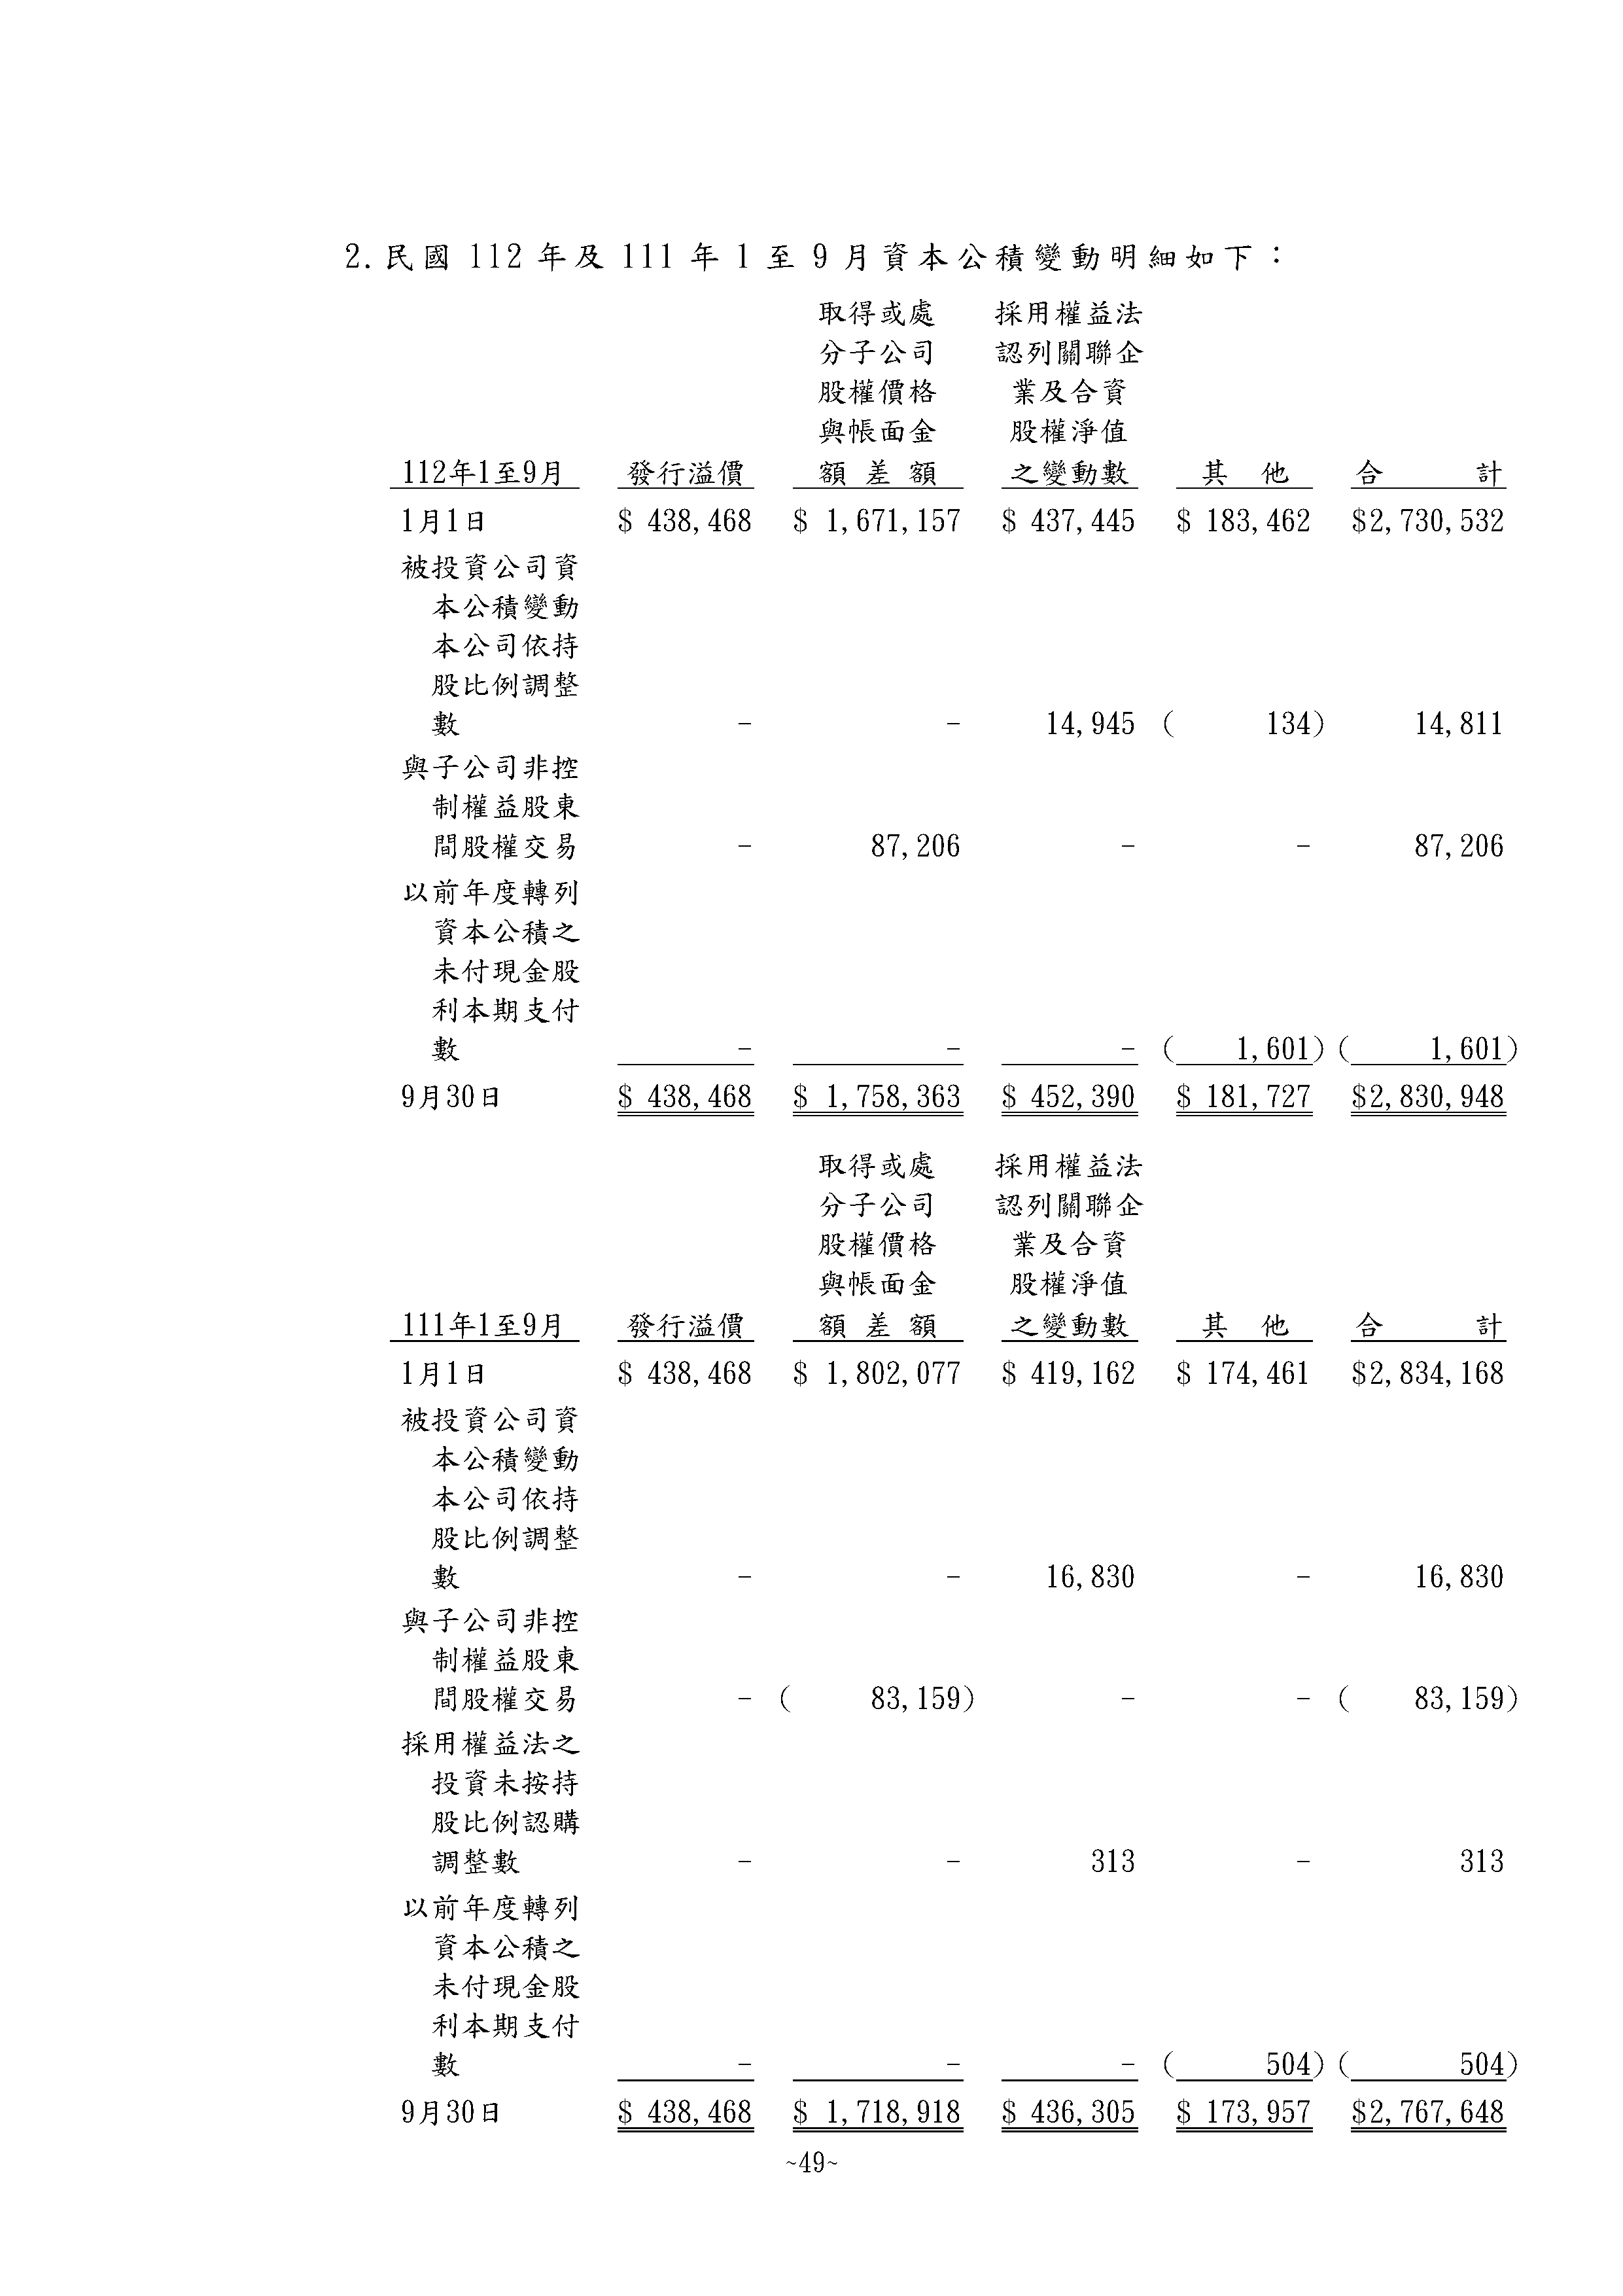 2.民國 112 年及 111 年 1 至 9 月資本公積變動明細如下：
取得或處 採用權益法
分子公司 認列關聯企
股權價格 業及合資
與帳面金 股權淨值
112年1至9月 發行溢價 額 差 額 之變動數 其 他 合 計
1月1日 $ 438,468 $ 1,671,157 $ 437,445 $ 183,462 $2,730,532
被投資公司資
本公積變動
本公司依持
股比例調整
數 - - 14,945 ( 134) 14,811
與子公司非控
制權益股東
間股權交易 - 87,206 - - 87,206
以前年度轉列
資本公積之
未付現金股
利本期支付
數 - - - ( 1,601) ( 1,601)
9月30日 $ 438,468 $ 1,758,363 $ 452,390 $ 181,727 $2,830,948
取得或處 採用權益法
分子公司 認列關聯企
股權價格 業及合資
與帳面金 股權淨值
111年1至9月 發行溢價 額 差 額 之變動數 其 他 合 計
1月1日 $ 438,468 $ 1,802,077 $ 419,162 $ 174,461 $2,834,168
被投資公司資
本公積變動
本公司依持
股比例調整
數 - - 16,830 - 16,830
與子公司非控
制權益股東
間股權交易 - ( 83,159) - - ( 83,159)
採用權益法之
投資未按持
股比例認購
調整數 - - 313 - 313
以前年度轉列
資本公積之
未付現金股
利本期支付
數 - - - ( 504) ( 504)
9月30日 $ 438,468 $ 1,718,918 $ 436,305 $ 173,957 $2,767,648
~49~